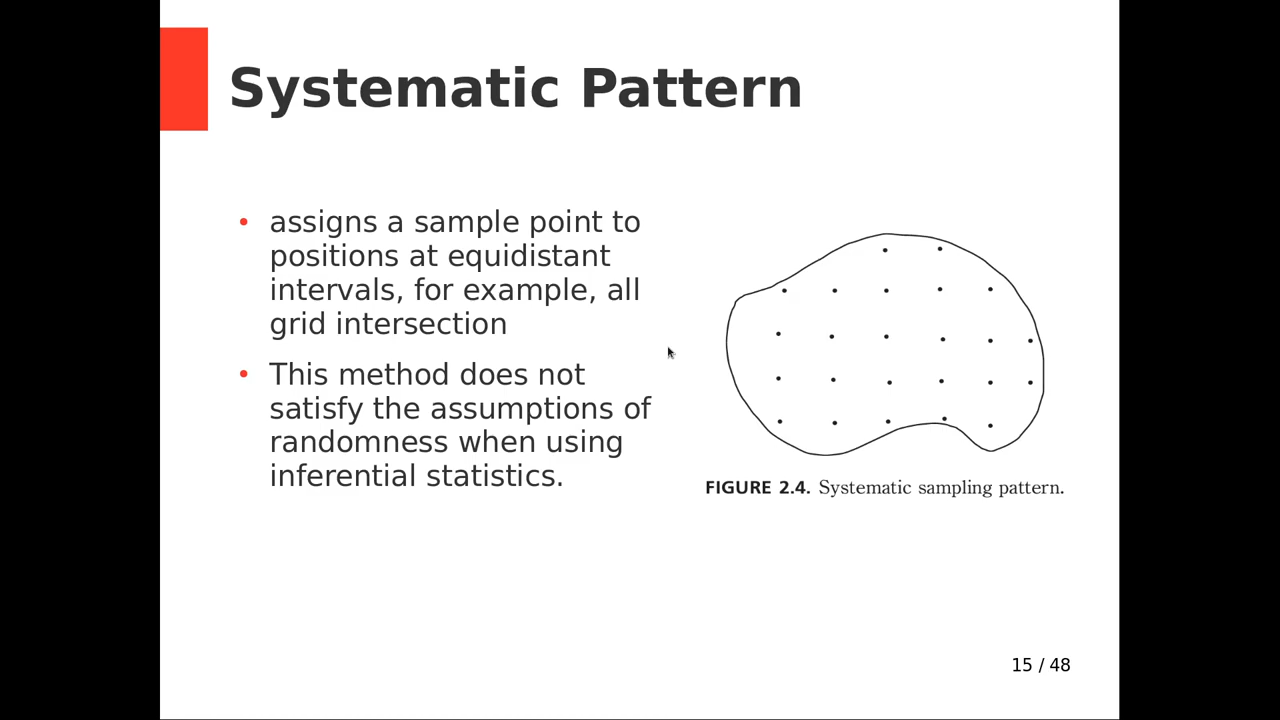 Systematic Pattern
• assigns a sample point to
positions at equidistant
intervals, for example, all
grid intersection
• This method does not
satisfy the assumptions of
randomness when using
inferential statistics.
FIGURE 2.4. Systematic sampling pattern.
15 / 48